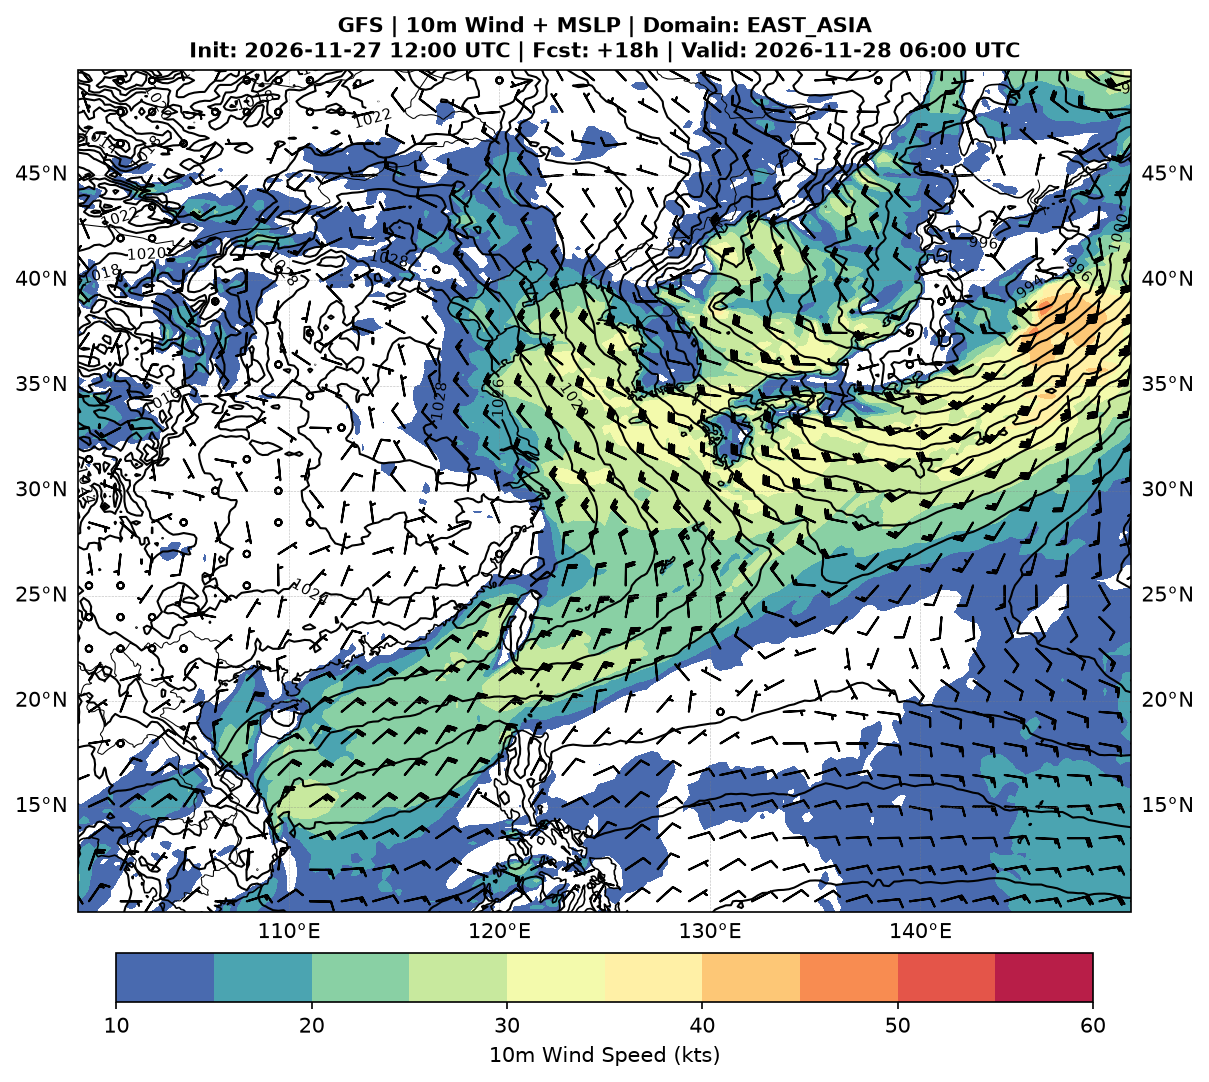 GFS | 10m Wind + MSLP | Domain: EAST_ASIA
Init: 2026-11-27 12:00 UTC | Fcst: +18h | Valid: 2026-11-28 06:00 UTC
1022
1022
1020
1018
1028
996
1000
996
994
1028
1026
1016
45°N
45°N
40°N
40°N
35°N
35°N
30°N
30°N
25°N
25°N
20°N
20°N
15°N
15°N
110°E
120°E
130°E
140°E
10
20
30
40
50
60
10m Wind Speed (kts)